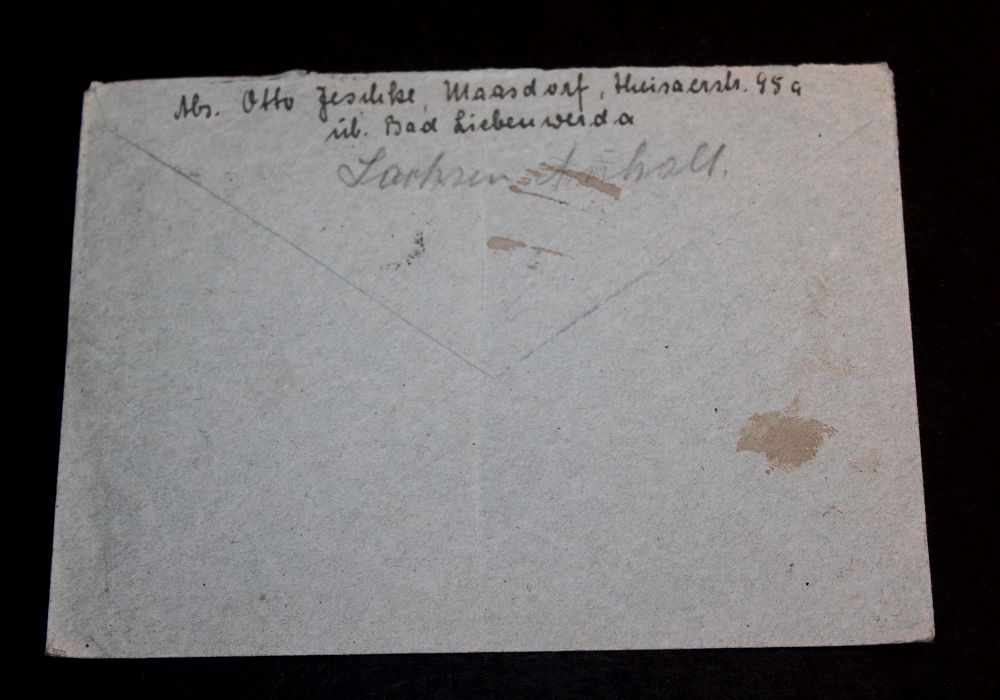 Abs. Otto Jeschke, Maasdorf, Theisaerstr. 95a
üb. Bad Liebenwerda
Sachsen Anhalt.